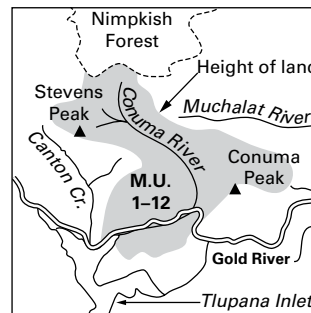 Nimpkish
Forest
Height of land
Stevens
Peak
Conuma River
Muchalat River
Canton Cr.
Conuma
Peak
M.U.
1–12
Gold River
Tlupana Inlet